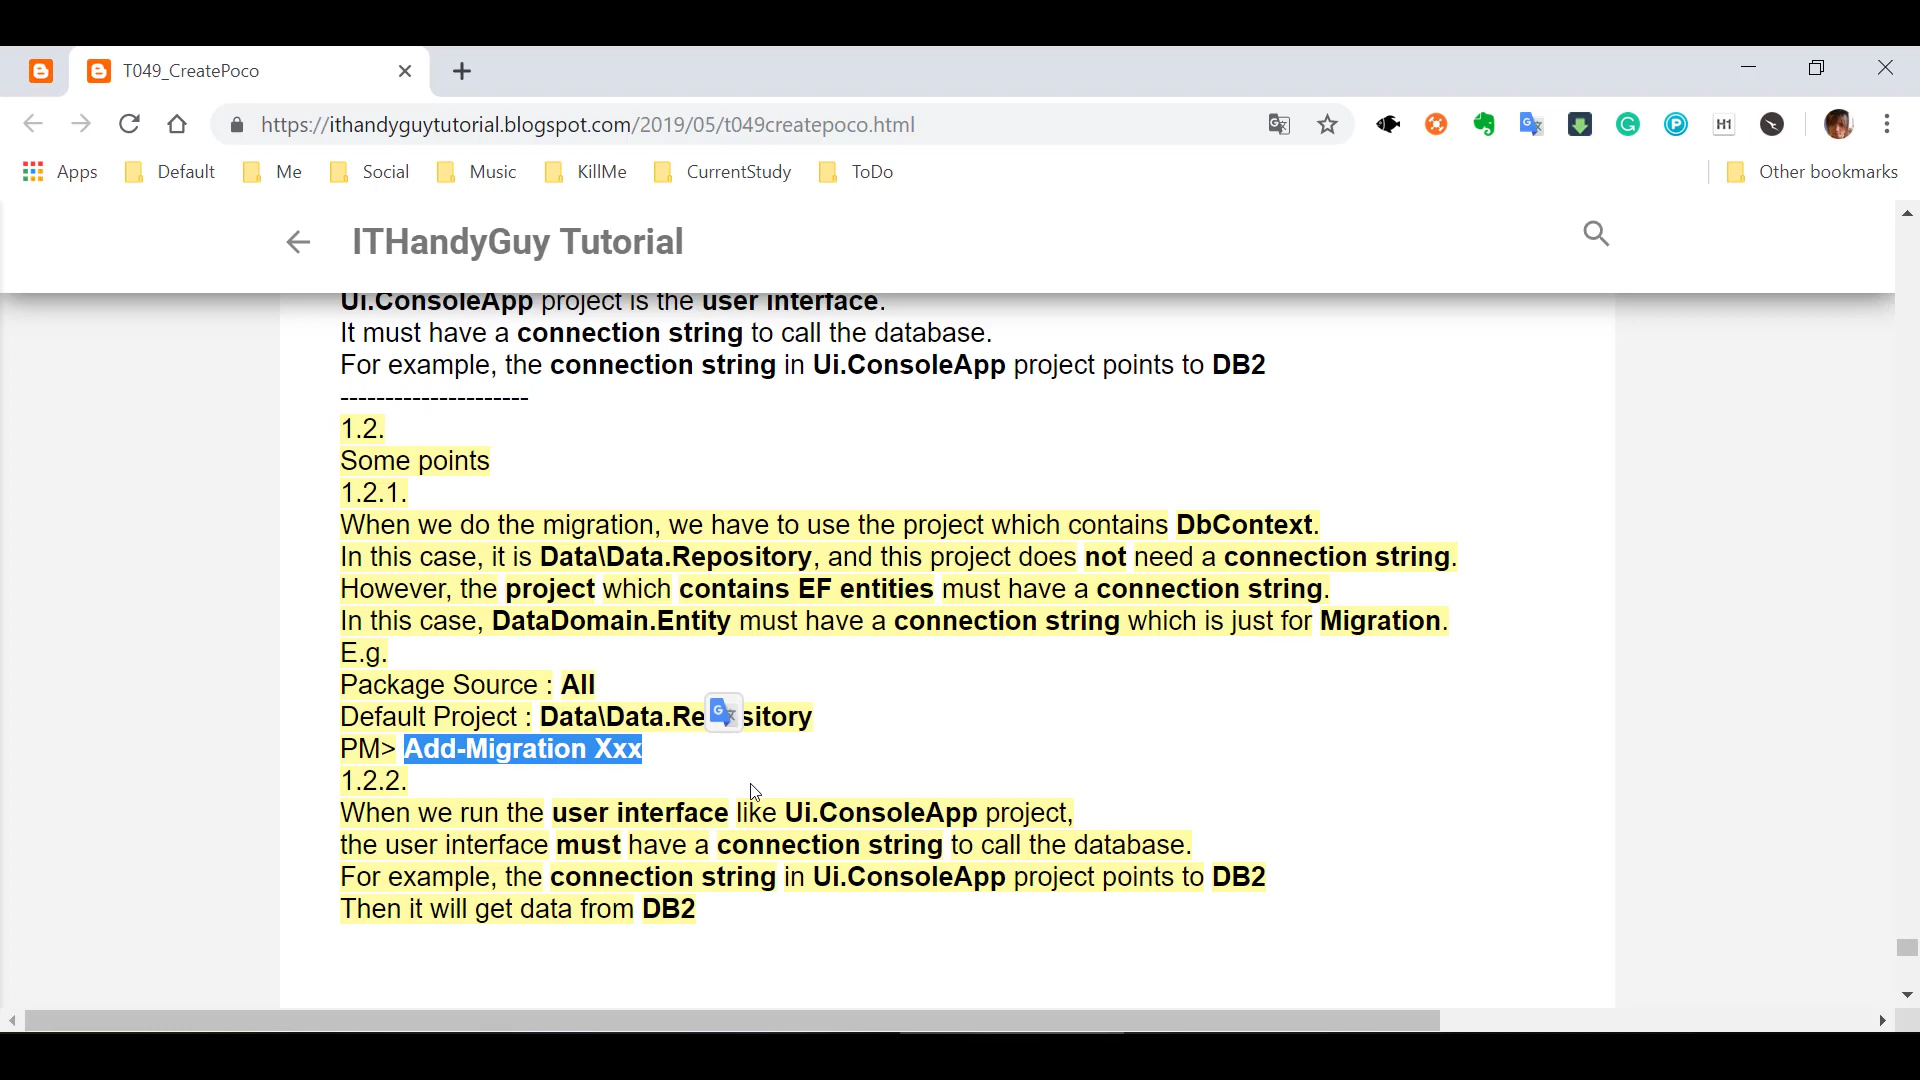 T049_CreatePoco
https://ithandyguytutorial.blogspot.com/2019/05/t049createpoco.html
H1
Apps Default Me Social Music KillMe CurrentStudy ToDo Other bookmarks
ITHandyGuy Tutorial
Ui.ConsoleApp project is the user interface.
It must have a connection string to call the database.
For example, the connection string in Ui.ConsoleApp project points to DB2
---------------------
1.2.
Some points
1.2.1.
When we do the migration, we have to use the project which contains DbContext.
In this case, it is Data\Data.Repository, and this project does not need a connection string.
However, the project which contains EF entities must have a connection string.
In this case, DataDomain.Entity must have a connection string which is just for Migration.
E.g.
Package Source : All
Default Project : Data\Data.Re sitory
PM> Add-Migration Xxx
1.2.2.
When we run the user interface like Ui.ConsoleApp project,
the user interface must have a connection string to call the database.
For example, the connection string in Ui.ConsoleApp project points to DB2
Then it will get data from DB2